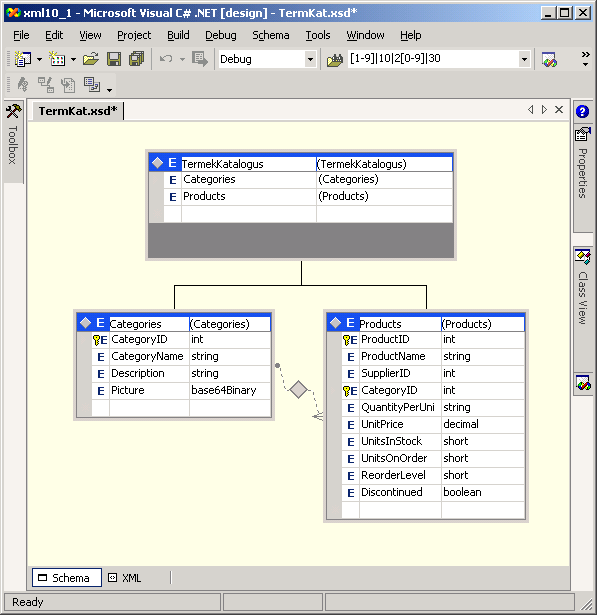 xml10_1 - Microsoft Visual C# .NET [design] - TermKat.xsd*
File Edit View Project Build Debug Schema Tools Window Help
Debug [1-9]|10|2[0-9]|30
TermKat.xsd*
Toolbox
Properties
Class View
E TermekKatalogus (TermekKatalogus)
E Categories (Categories)
E Products (Products)
E Categories (Categories)
E CategoryID int
E CategoryName string
E Description string
E Picture base64Binary
E Products (Products)
E ProductID int
E ProductName string
E SupplierID int
E CategoryID int
E QuantityPerUni string
E UnitPrice decimal
E UnitsInStock short
E UnitsOnOrder short
E ReorderLevel short
E Discontinued boolean
Schema XML
Ready